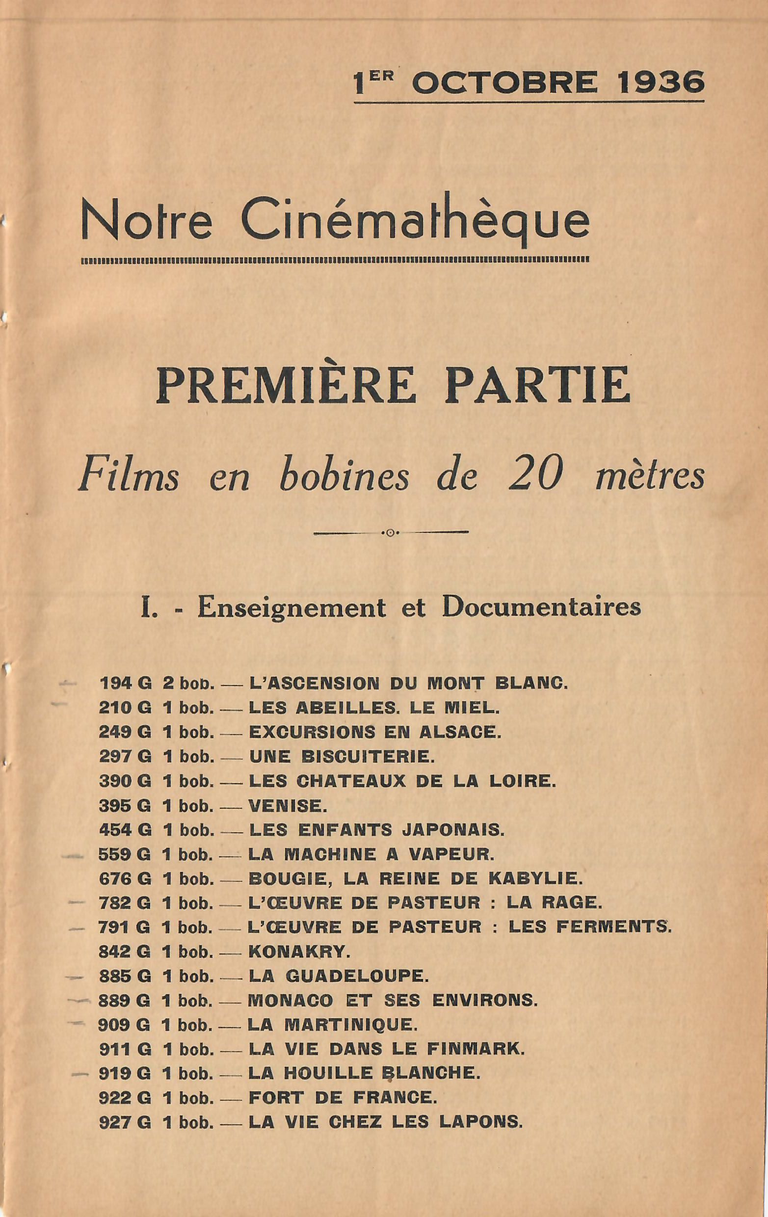 1ER OCTOBRE 1936
Notre Cinémathèque
PREMIÈRE PARTIE
Films en bobines de 20 mètres
I. - Enseignement et Documentaires
194 G 2 bob. — L'ASCENSION DU MONT BLANC.
210 G 1 bob. — LES ABEILLES. LE MIEL.
249 G 1 bob. — EXCURSIONS EN ALSACE.
297 G 1 bob. — UNE BISCUITERIE.
390 G 1 bob. — LES CHATEAUX DE LA LOIRE.
395 G 1 bob. — VENISE.
454 G 1 bob. — LES ENFANTS JAPONAIS.
559 G 1 bob. — LA MACHINE A VAPEUR.
676 G 1 bob. — BOUGIE, LA REINE DE KABYLIE.
782 G 1 bob. — L'ŒUVRE DE PASTEUR : LA RAGE.
791 G 1 bob. — L'ŒUVRE DE PASTEUR : LES FERMENTS.
842 G 1 bob. — KONAKRY.
885 G 1 bob. — LA GUADELOUPE.
889 G 1 bob. — MONACO ET SES ENVIRONS.
909 G 1 bob. — LA MARTINIQUE.
911 G 1 bob. — LA VIE DANS LE FINMARK.
919 G 1 bob. — LA HOUILLE BLANCHE.
922 G 1 bob. — FORT DE FRANCE.
927 G 1 bob. — LA VIE CHEZ LES LAPONS.